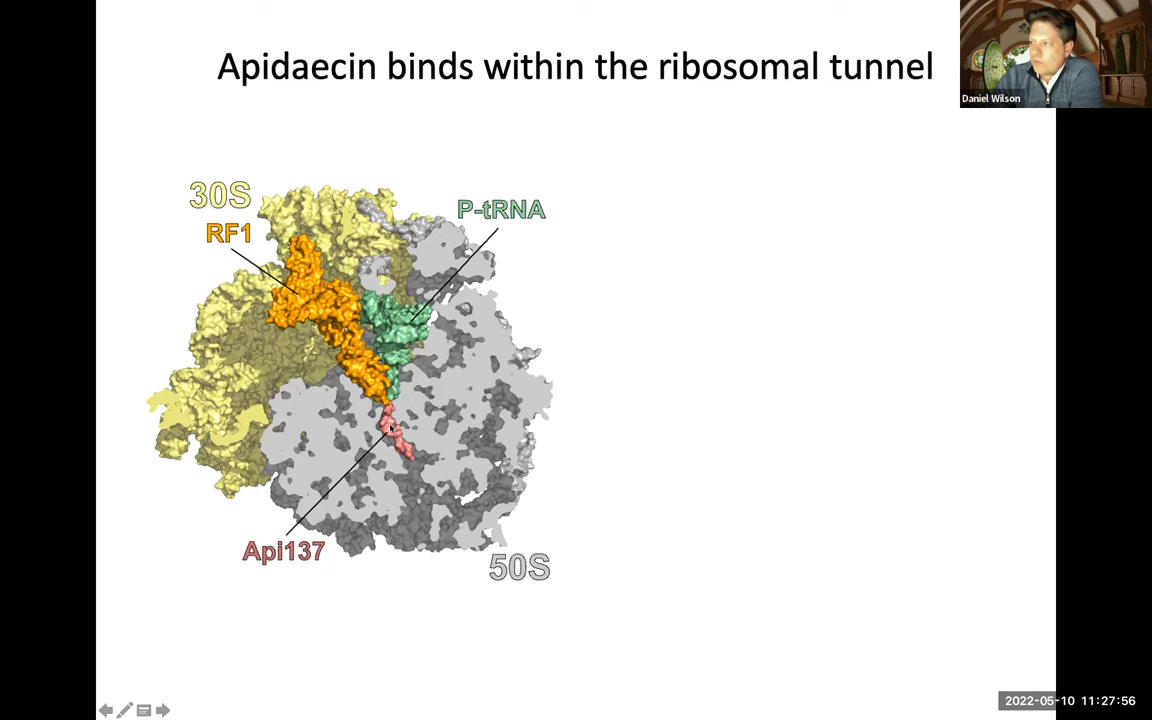 Apidaecin binds within the ribosomal tunnel
Daniel Wilson
30S
P-tRNA
RF1
Api137
50S
2022-05-10 11:27:56